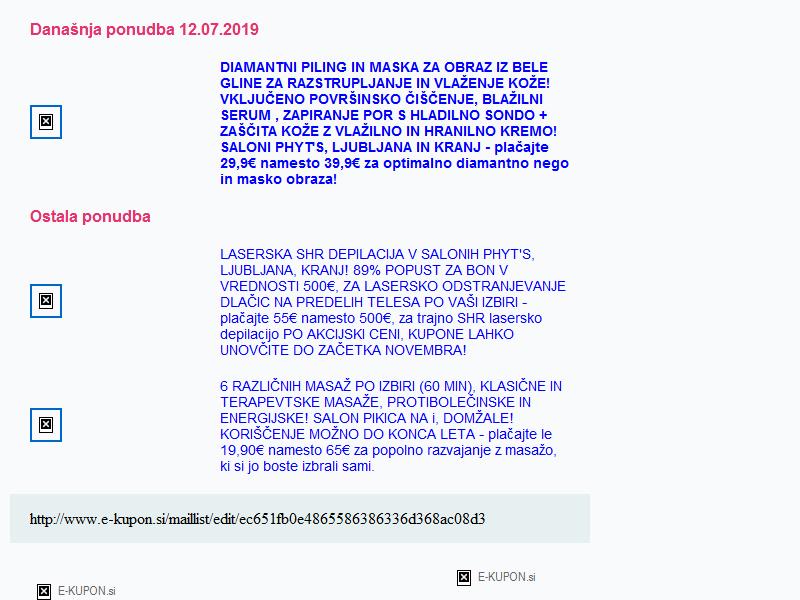 Današnja ponudba 12.07.2019
DIAMANTNI PILING IN MASKA ZA OBRAZ IZ BELE
GLINE ZA RAZSTRUPLJANJE IN VLAŽENJE KOŽE!
VKLJUČENO POVRŠINSKO ČIŠČENJE, BLAŽILNI
SERUM , ZAPIRANJE POR S HLADILNO SONDO +
ZAŠČITA KOŽE Z VLAŽILNO IN HRANILNO KREMO!
SALONI PHYT'S, LJUBLJANA IN KRANJ - plačajte
29,9€ namesto 39,9€ za optimalno diamantno nego
in masko obraza!
Ostala ponudba
LASERSKA SHR DEPILACIJA V SALONIH PHYT'S,
LJUBLJANA, KRANJ! 89% POPUST ZA BON V
VREDNOSTI 500€, ZA LASERSKO ODSTRANJEVANJE
DLAČIC NA PREDELIH TELESA PO VAŠI IZBIRI -
plačajte 55€ namesto 500€, za trajno SHR lasersko
depilacijo PO AKCIJSKI CENI, KUPONE LAHKO
UNOVČITE DO ZAČETKA NOVEMBRA!
6 RAZLIČNIH MASAŽ PO IZBIRI (60 MIN), KLASIČNE IN
TERAPEVTSKE MASAŽE, PROTIBOLEČINSKE IN
ENERGIJSKE! SALON PIKICA NA i, DOMŽALE!
KORIŠČENJE MOŽNO DO KONCA LETA - plačajte le
19,90€ namesto 65€ za popolno razvajanje z masažo,
ki si jo boste izbrali sami.
http://www.e-kupon.si/maillist/edit/ec651fb0e4865586386336d368ac08d3
E-KUPON.si
E-KUPON.si